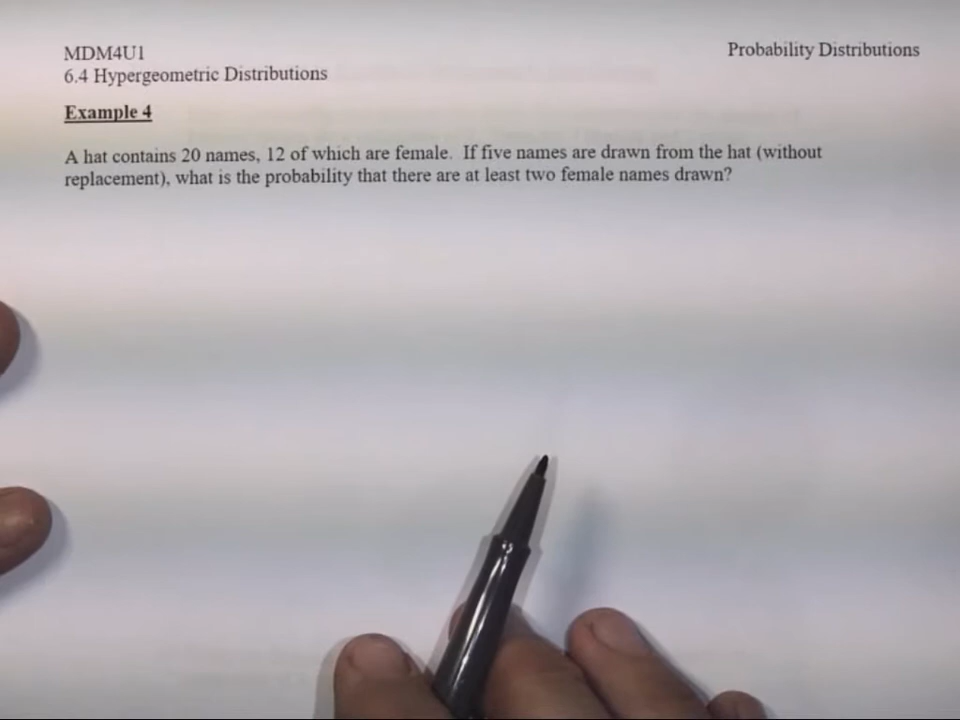 MDM4U1
Probability Distributions
6.4 Hypergeometric Distributions
Example 4
A hat contains 20 names, 12 of which are female. If five names are drawn from the hat (without
replacement), what is the probability that there are at least two female names drawn?